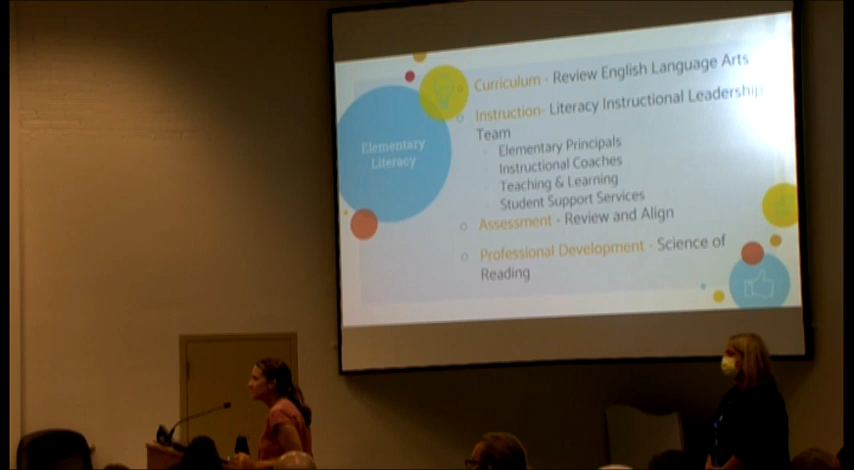 Elementary
Literacy
Curriculum - Review English Language Arts
Instruction- Literacy Instructional Leadership
Team
Elementary Principals
Instructional Coaches
Teaching & Learning
Student Support Services
Assessment - Review and Align
Professional Development - Science of
Reading